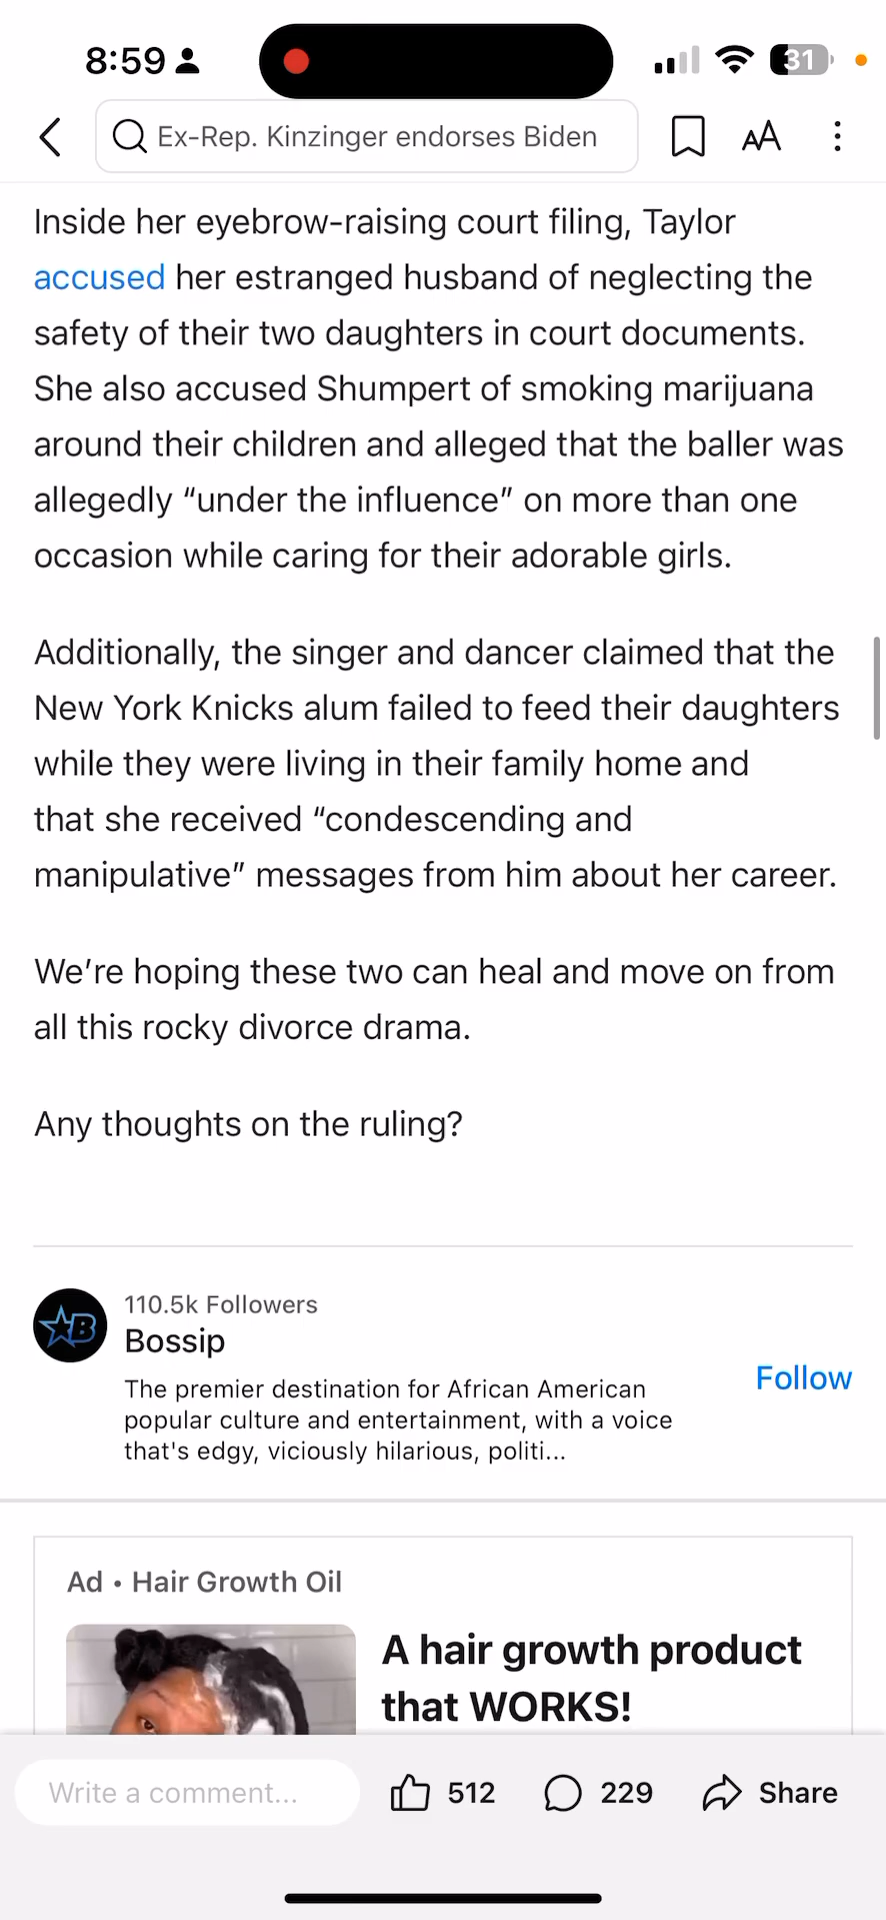 8:59
31
Ex-Rep. Kinzinger endorses Biden
AA
Inside her eyebrow-raising court filing, Taylor
accused her estranged husband of neglecting the
safety of their two daughters in court documents.
She also accused Shumpert of smoking marijuana
around their children and alleged that the baller was
allegedly “under the influence” on more than one
occasion while caring for their adorable girls.
Additionally, the singer and dancer claimed that the
New York Knicks alum failed to feed their daughters
while they were living in their family home and
that she received “condescending and
manipulative” messages from him about her career.
We’re hoping these two can heal and move on from
all this rocky divorce drama.
Any thoughts on the ruling?
B
110.5k Followers
Bossip
The premier destination for African American
popular culture and entertainment, with a voice
that's edgy, viciously hilarious, politi...
Follow
Ad • Hair Growth Oil
A hair growth product
that WORKS!
Write a comment...
512
229
Share